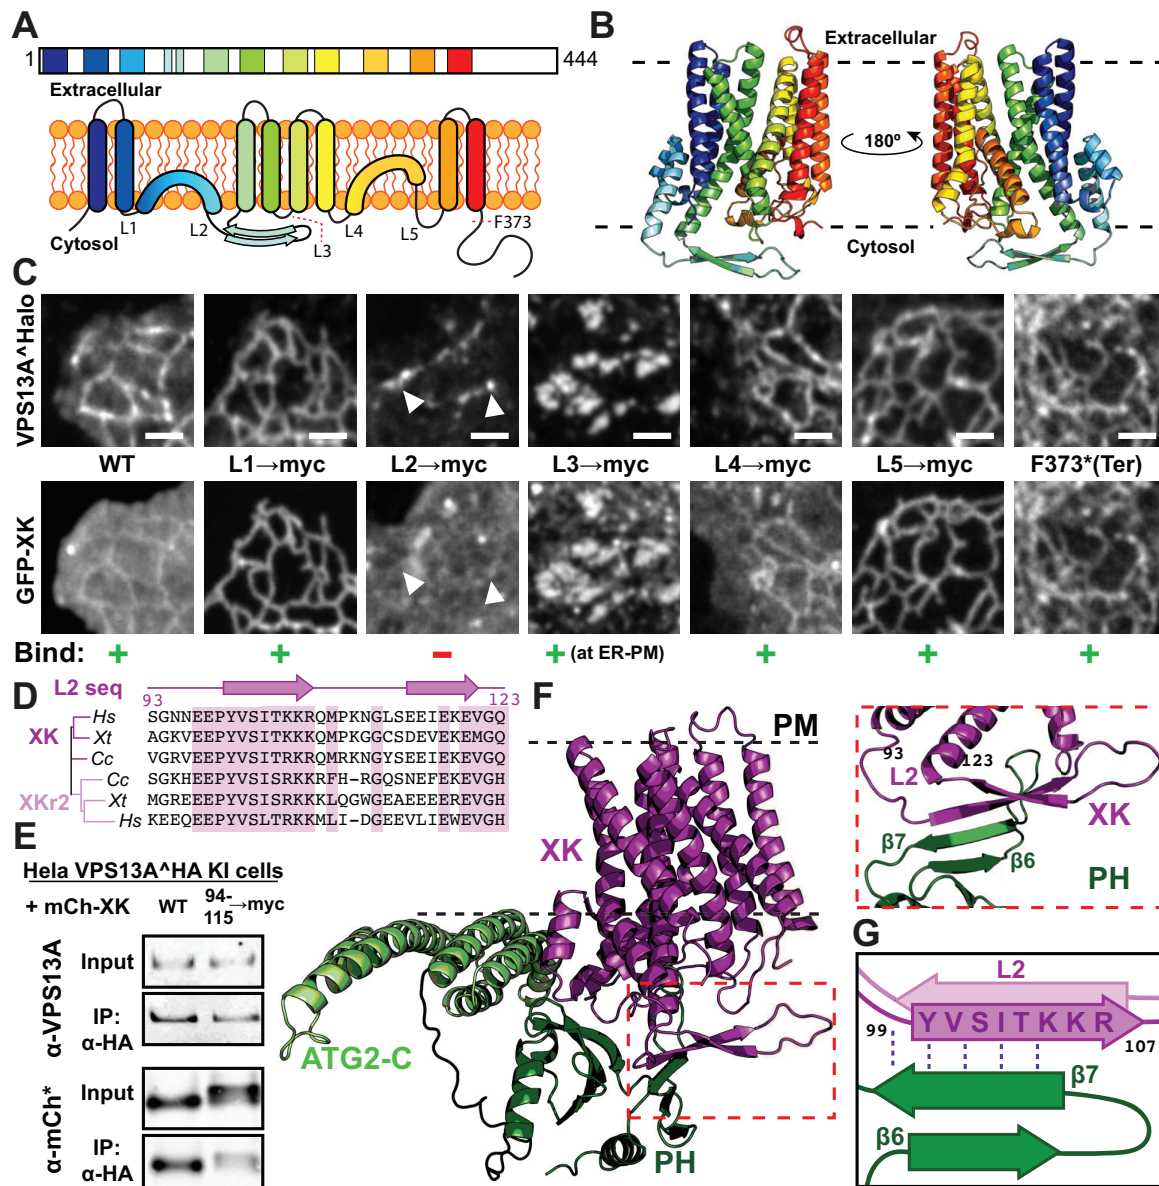 A
1
444
Extracellular
L1
L2
L3
L4
L5
F373
Cytosol
B
Extracellular
180º
Cytosol
C
VPS13A^Halo
WT
L1→myc
L2→myc
L3→myc
L4→myc
L5→myc
F373*(Ter)
GFP-XK
Bind:
+
+
−
+ (at ER-PM)
+
+
+
D
L2 seq
93
123
XK
Hs SGNNEEPYVSITKKRQMPKNGLSEEIEKEVGQ
Xt AGKVEEPYVSITKKRQMPKGGCSDEVEKEMGQ
Cc VGRVEEPYVSITMKRQMRKDGHSEEVEKEVGQ
XKr2
Cc SGKHEEPYVSISRKKRFH-RGQSNEFEKEVGH
Xt MGREEEPYVSISRKKKLQGWGEAEEEEREVGH
Hs KEEQEEPYVSLTRKKMLI-DGEEVLIEWEVGH
E
Hela VPS13A^HA KI cells
+ mCh-XK
WT
94-
115→myc
α-VPS13A
Input
IP:
α-HA
α-mCh*
Input
IP:
α-HA
F
PM
XK
ATG2-C
PH
93
L2
123
XK
β7
β6
PH
G
L2
YVSITKKR
99
107
β7
β6